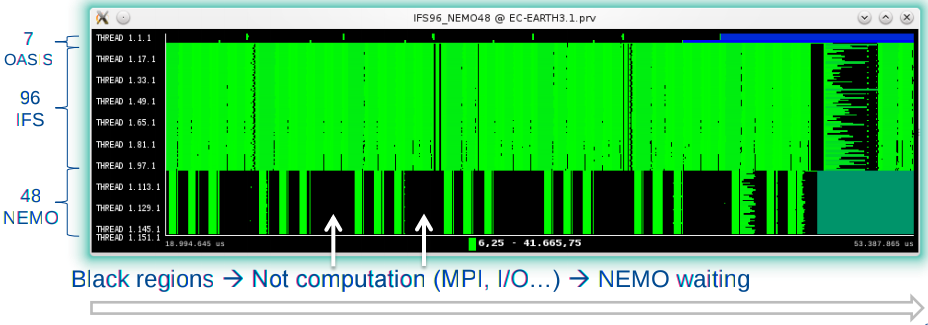 IFS96_NEMO48 @ EC-EARTH3.1.prv
7
OAS S
96
IFS
48
NEMO
THREAD 1.1.1
THREAD 1.17.1
THREAD 1.33.1
THREAD 1.49.1
THREAD 1.65.1
THREAD 1.81.1
THREAD 1.97.1
THREAD 1.113.1
THREAD 1.129.1
THREAD 1.145.1
THREAD 1.151.1
18.994.645 us
6,25 - 41.665,75
53.387.865 us
Black regions → Not computation (MPI, I/O...) → NEMO waiting